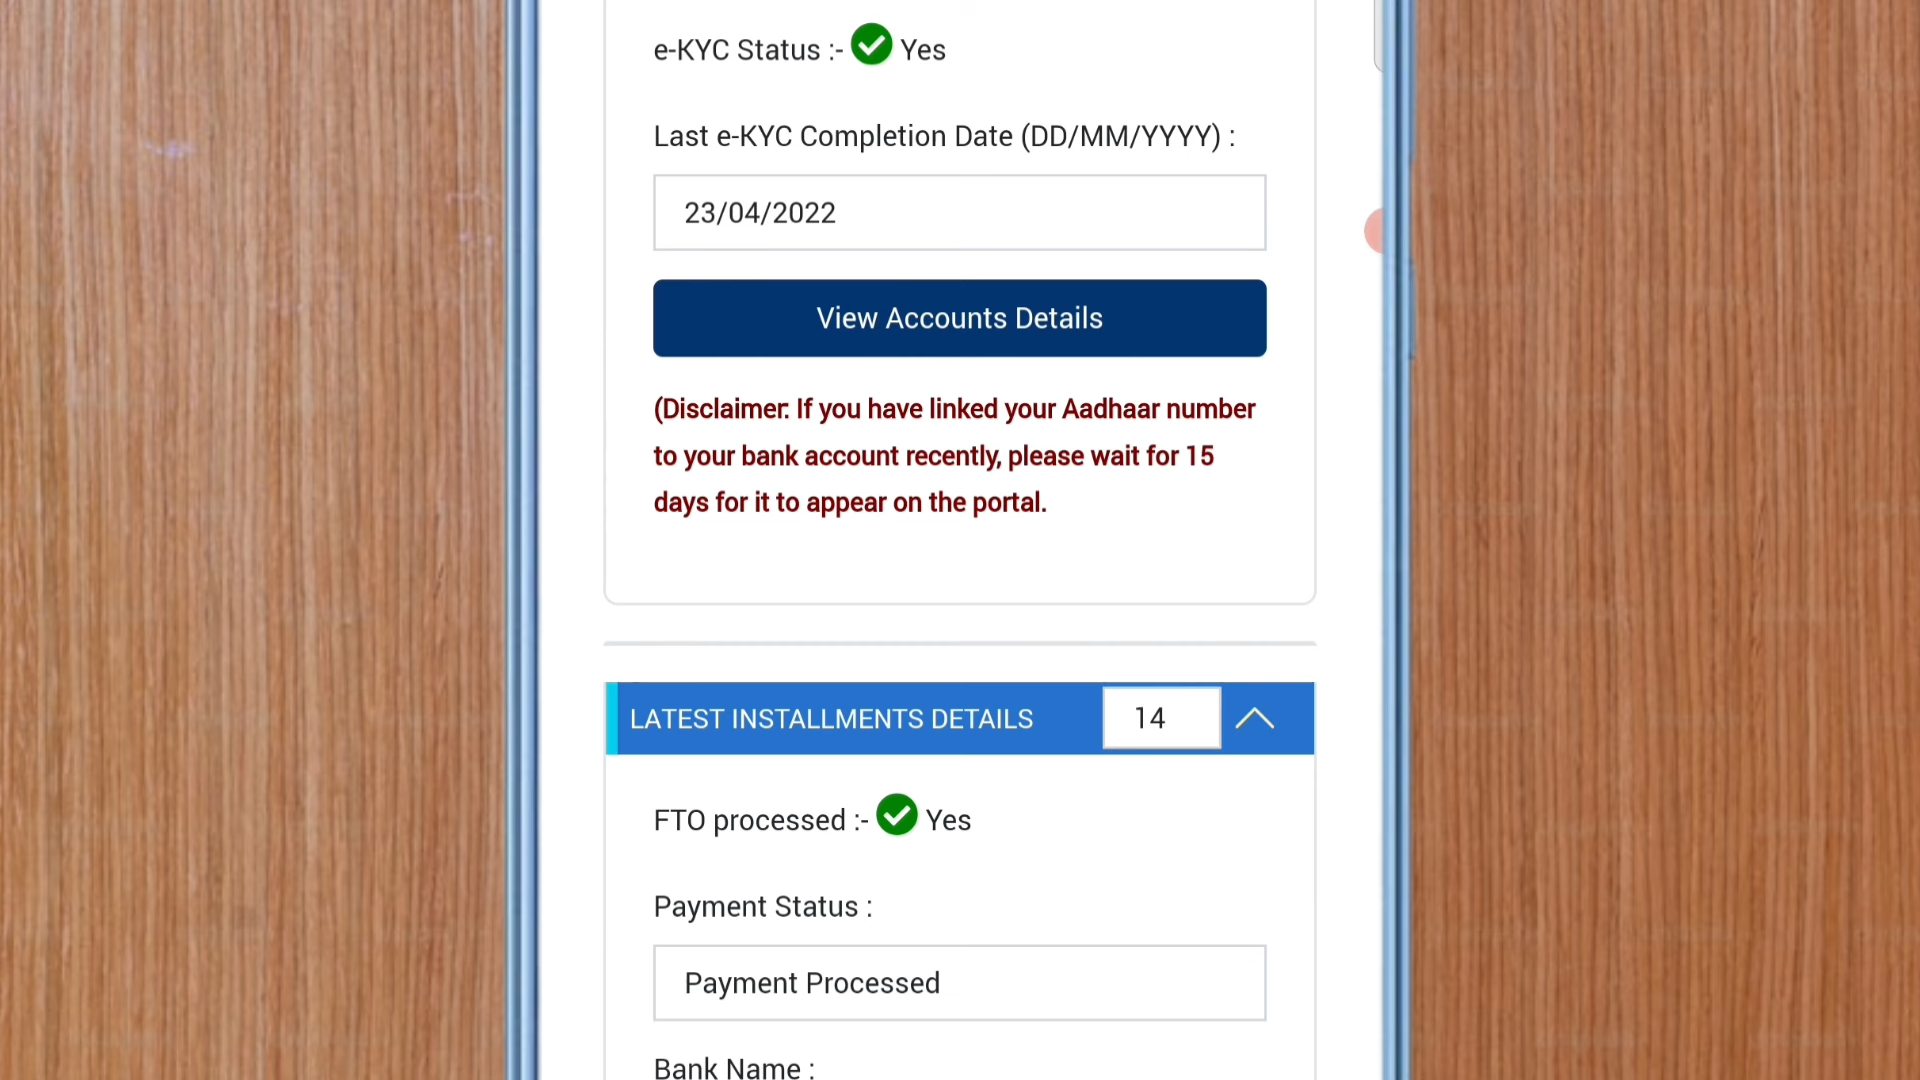 e-KYC Status :- Yes
Last e-KYC Completion Date (DD/MM/YYYY) :
23/04/2022
View Accounts Details
(Disclaimer: If you have linked your Aadhaar number
to your bank account recently, please wait for 15
days for it to appear on the portal.
LATEST INSTALLMENTS DETAILS 14
FTO processed :- Yes
Payment Status :
Payment Processed
Bank Name :